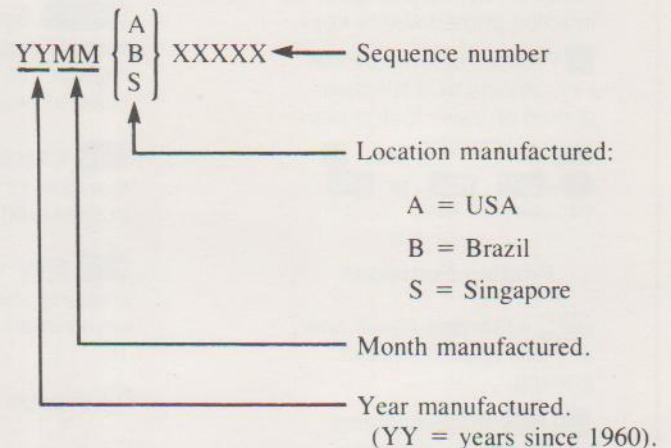 A
YYMM B XXXXX Sequence number
S
Location manufactured:
A = USA
B = Brazil
S = Singapore
Month manufactured.
Year manufactured.
(YY = years since 1960).